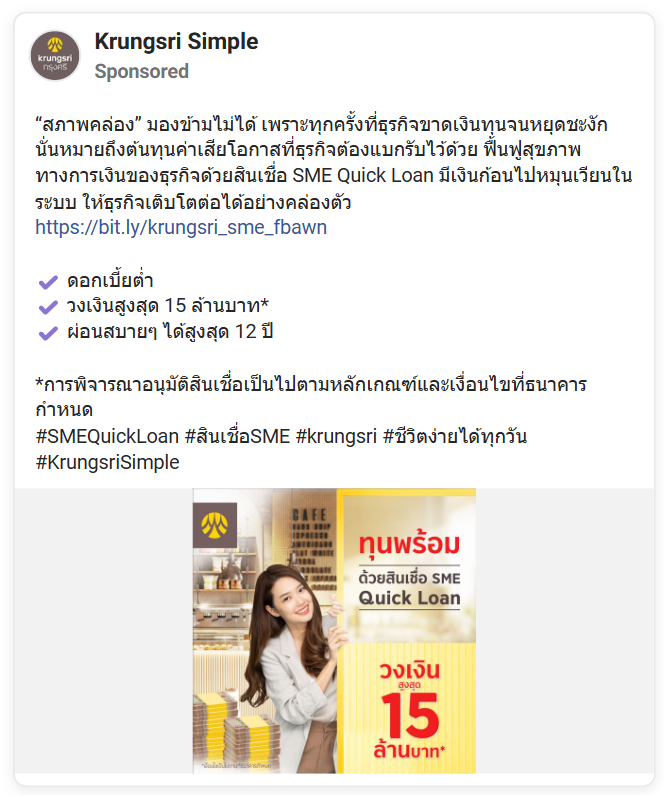 krungsri
กรุงศรี
Krungsri Simple
Sponsored
“สภาพคล่อง” มองข้ามไม่ได้ เพราะทุกครั้งที่ธุรกิจขาดเงินทุนจนหยุดชะงัก
นั่นหมายถึงต้นทุนค่าเสียโอกาสที่ธุรกิจต้องแบกรับไว้ด้วย ฟื้นฟูสุขภาพ
ทางการเงินของธุรกิจด้วยสินเชื่อ SME Quick Loan มีเงินก้อนไปหมุนเวียนใน
ระบบ ให้ธุรกิจเติบโตต่อได้อย่างคล่องตัว
https://bit.ly/krungsri_sme_fbawn
ดอกเบี้ยต่ำ
วงเงินสูงสุด 15 ล้านบาท*
ผ่อนสบายๆ ได้สูงสุด 12 ปี
*การพิจารณาอนุมัติสินเชื่อเป็นไปตามหลักเกณฑ์และเงื่อนไขที่ธนาคาร
กำหนด
#SMEQuickLoan #สินเชื่อSME #krungsri #ชีวิตง่ายได้ทุกวัน
#KrungsriSimple
CAFE
ทุนพร้อม
ด้วยสินเชื่อ SME
Quick Loan
วงเงิน
สูงสุด
15
ล้านบาท*